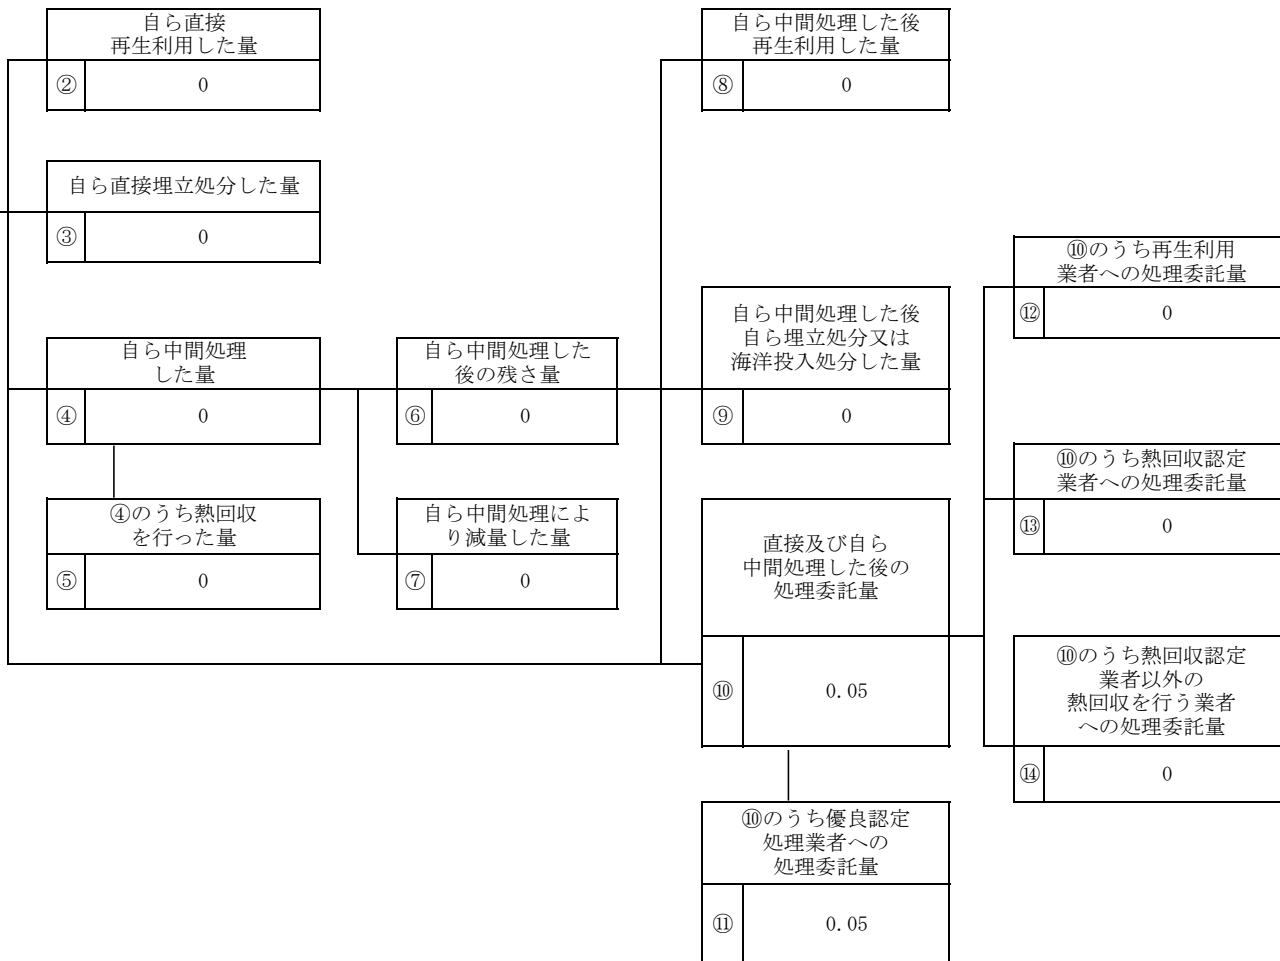 自ら直接
再生利用した量
② 0
自ら直接埋立処分した量
③ 0
自ら中間処理
した量
④ 0
④のうち熱回収
を行った量
⑤ 0
自ら中間処理した
後の残さ量
⑥ 0
自ら中間処理によ
り減量した量
⑦ 0
自ら中間処理した後
再生利用した量
⑧ 0
自ら中間処理した後
自ら埋立処分又は
海洋投入処分した量
⑨ 0
直接及び自ら
中間処理した後の
処理委託量
⑩ 0.05
⑩のうち優良認定
処理業者への
処理委託量
⑪ 0.05
⑩のうち再生利用
業者への処理委託量
⑫ 0
⑩のうち熱回収認定
業者への処理委託量
⑬ 0
⑩のうち熱回収認定
業者以外の
熱回収を行う業者
への処理委託量
⑭ 0